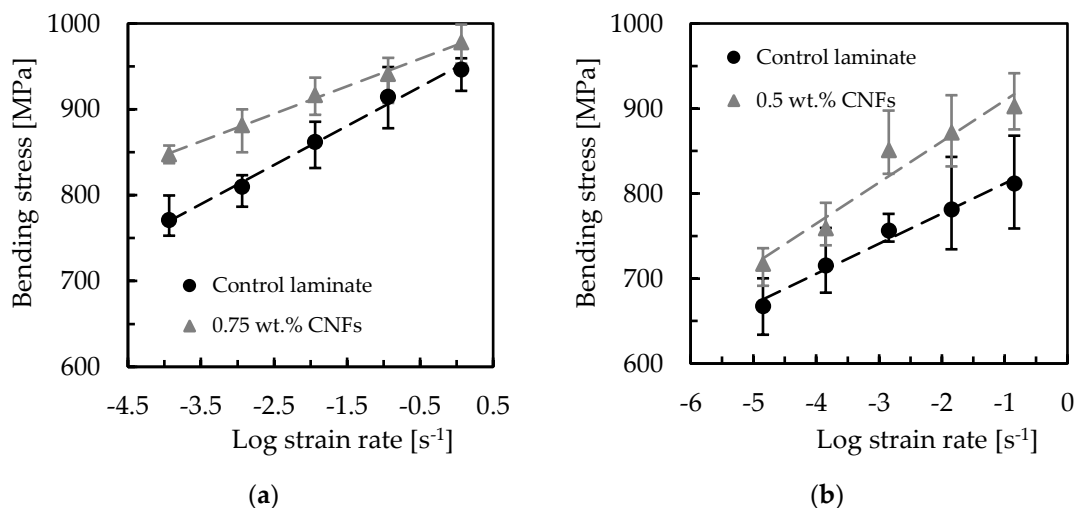 Bending stress [MPa]
1000
900
800
700
600
Control laminate
0.75 wt.% CNFs
-4.5 -3.5 -2.5 -1.5 -0.5 0.5
Log strain rate [s⁻¹]
(a)
Bending stress [MPa]
1000
900
800
700
600
Control laminate
0.5 wt.% CNFs
-6 -5 -4 -3 -2 -1 0
Log strain rate [s⁻¹]
(b)